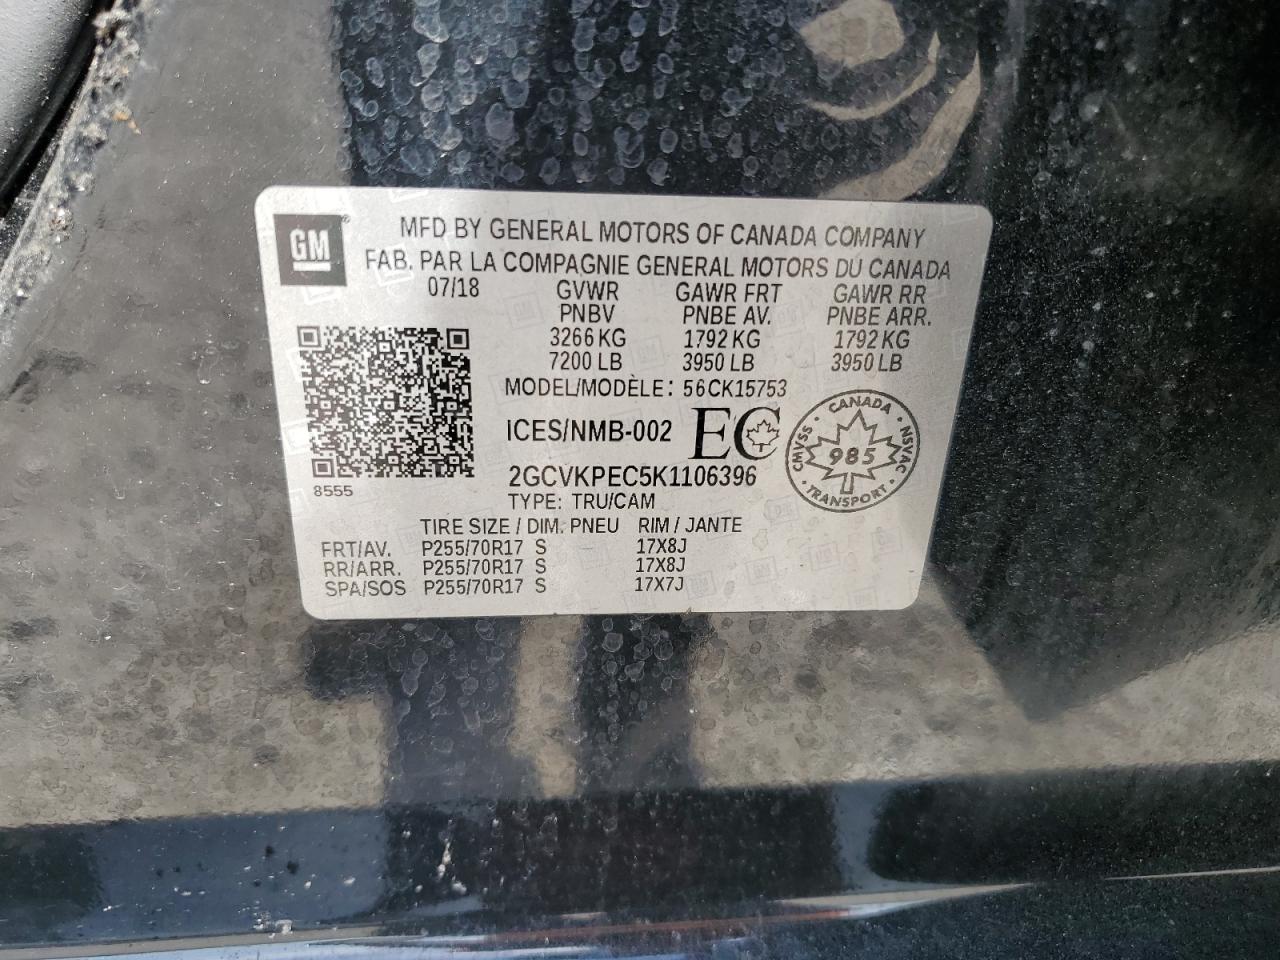 GM ®
MFD BY GENERAL MOTORS OF CANADA COMPANY
FAB. PAR LA COMPAGNIE GENERAL MOTORS DU CANADA
07/18 GVWR GAWR FRT GAWR RR
PNBV PNBE AV. PNBE ARR.
3266 KG 1792 KG 1792 KG
7200 LB 3950 LB 3950 LB
MODEL/MODÈLE: 56CK15753
ICES/NMB-002 EC
CANADA
CMVSS 985 NSVAC
TRANSPORT
2GCVKPEC5K1106396
8555
TYPE: TRU/CAM
TIRE SIZE / DIM. PNEU RIM / JANTE
FRT/AV. P255/70R17 S 17X8J
RR/ARR. P255/70R17 S 17X8J
SPA/SOS P255/70R17 S 17X7J